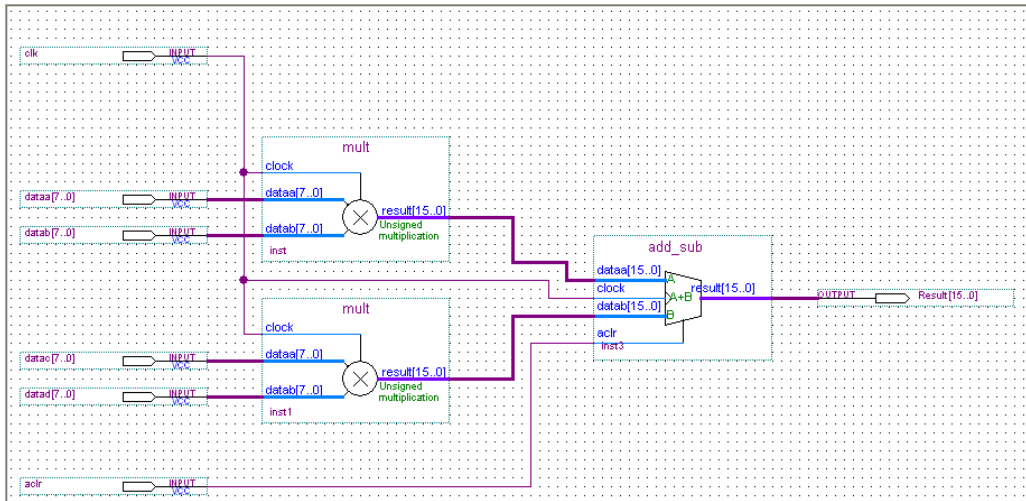 clk
INPUT
VCC
mult
clock
dataa[7..0]
INPUT
VCC
dataa[7..0]
result[15..0]
datab[7..0]
INPUT
VCC
datab[7..0]
Unsigned
multiplication
inst
add_sub
dataa[15..0]
A
clock
A+B
result[15..0]
datab[15..0]
B
aclr
inst3
OUTPUT
Result[15..0]
mult
clock
datac[7..0]
INPUT
VCC
dataa[7..0]
result[15..0]
datad[7..0]
INPUT
VCC
datab[7..0]
Unsigned
multiplication
inst1
aclr
INPUT
VCC